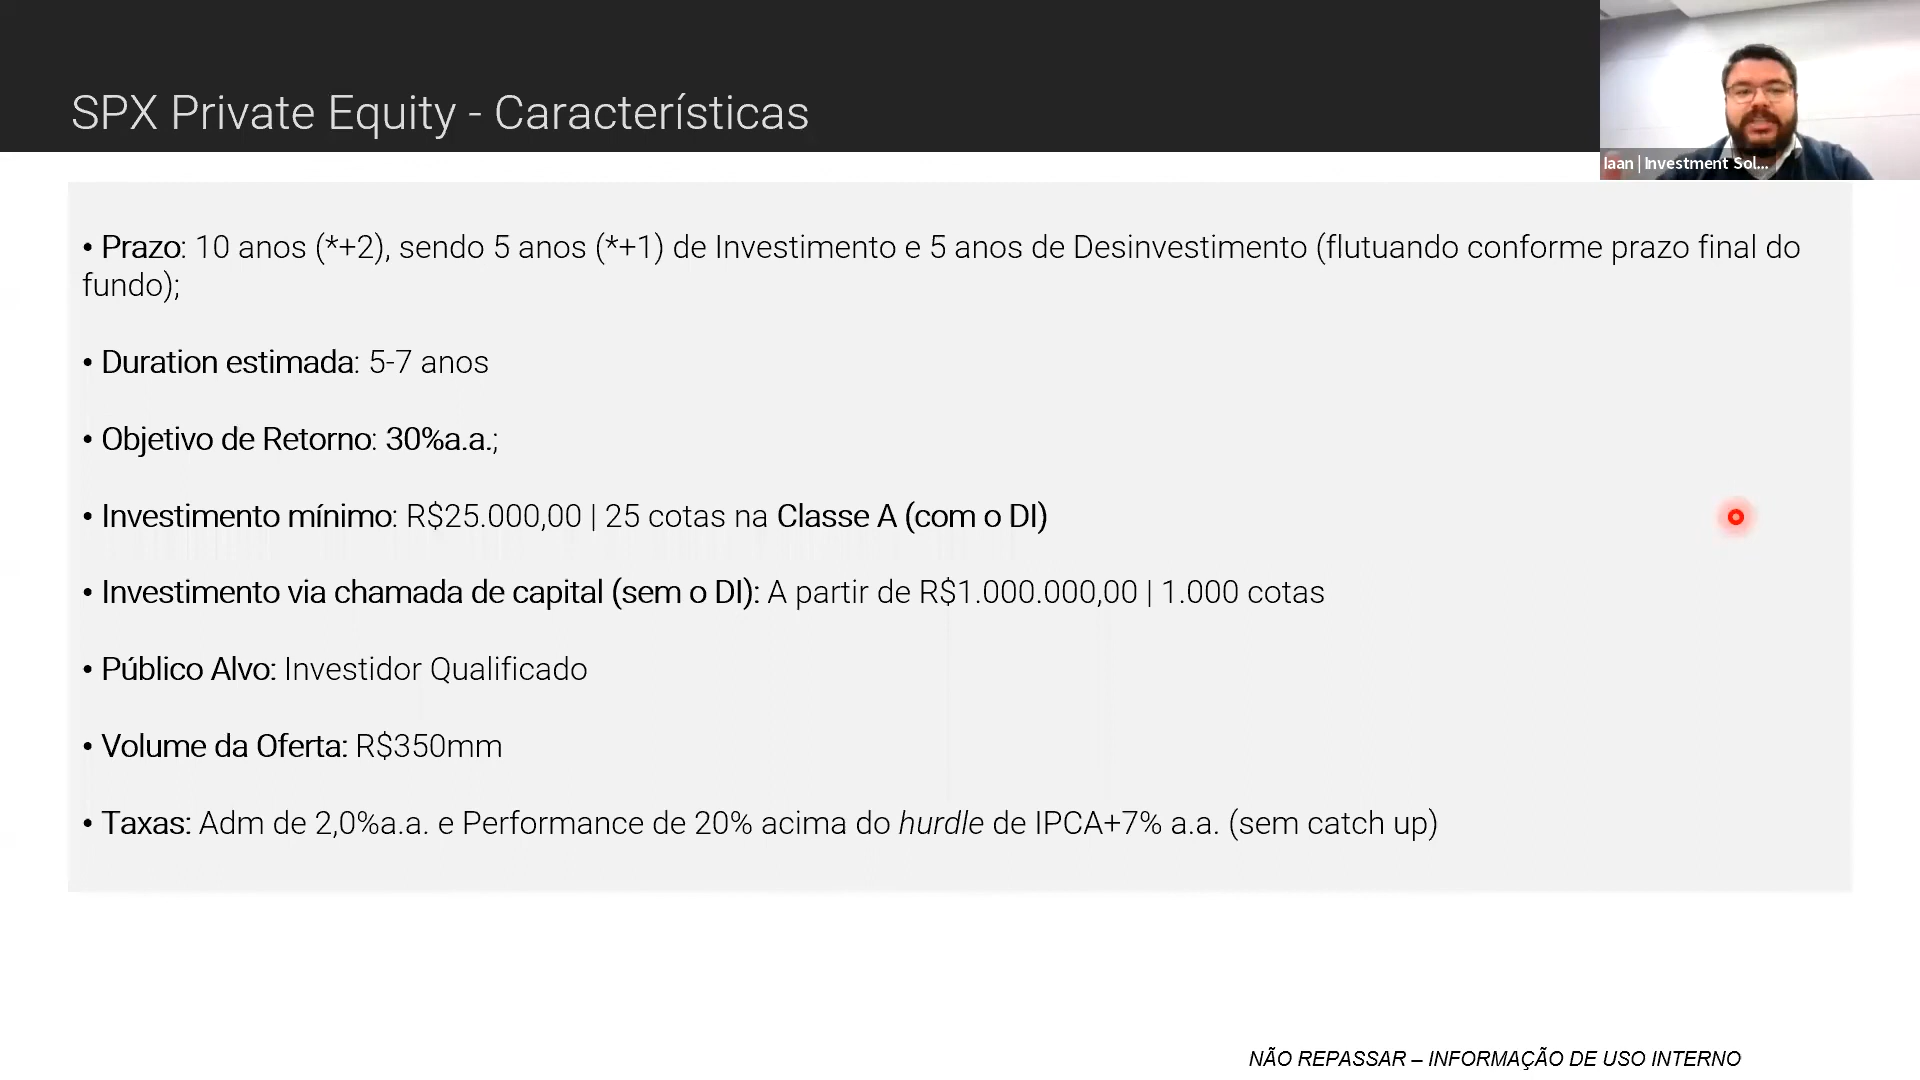 SPX Private Equity - Características
Iaan | Investment Sol...
• Prazo: 10 anos (*+2), sendo 5 anos (*+1) de Investimento e 5 anos de Desinvestimento (flutuando conforme prazo final do
fundo);
• Duration estimada: 5-7 anos
• Objetivo de Retorno: 30%a.a.;
• Investimento mínimo: R$25.000,00 | 25 cotas na Classe A (com o DI)
• Investimento via chamada de capital (sem o DI): A partir de R$1.000.000,00 | 1.000 cotas
• Público Alvo: Investidor Qualificado
• Volume da Oferta: R$350mm
• Taxas: Adm de 2,0%a.a. e Performance de 20% acima do hurdle de IPCA+7% a.a. (sem catch up)
NÃO REPASSAR – INFORMAÇÃO DE USO INTERNO